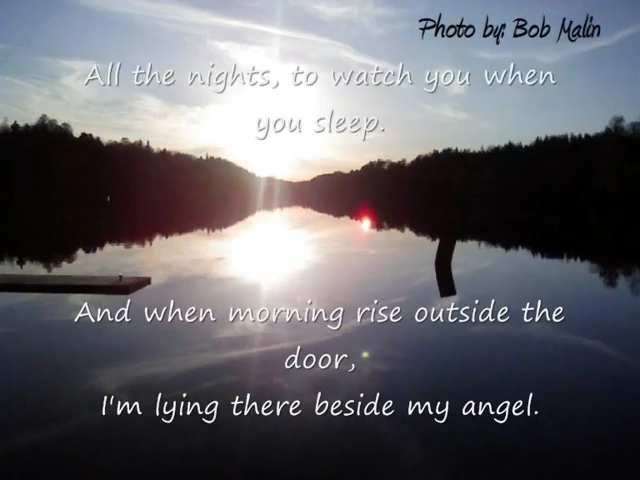 Photo by: Bob Malin
All the nights, to watch you when
you sleep.
And when morning rise outside the
door,
I'm lying there beside my angel.